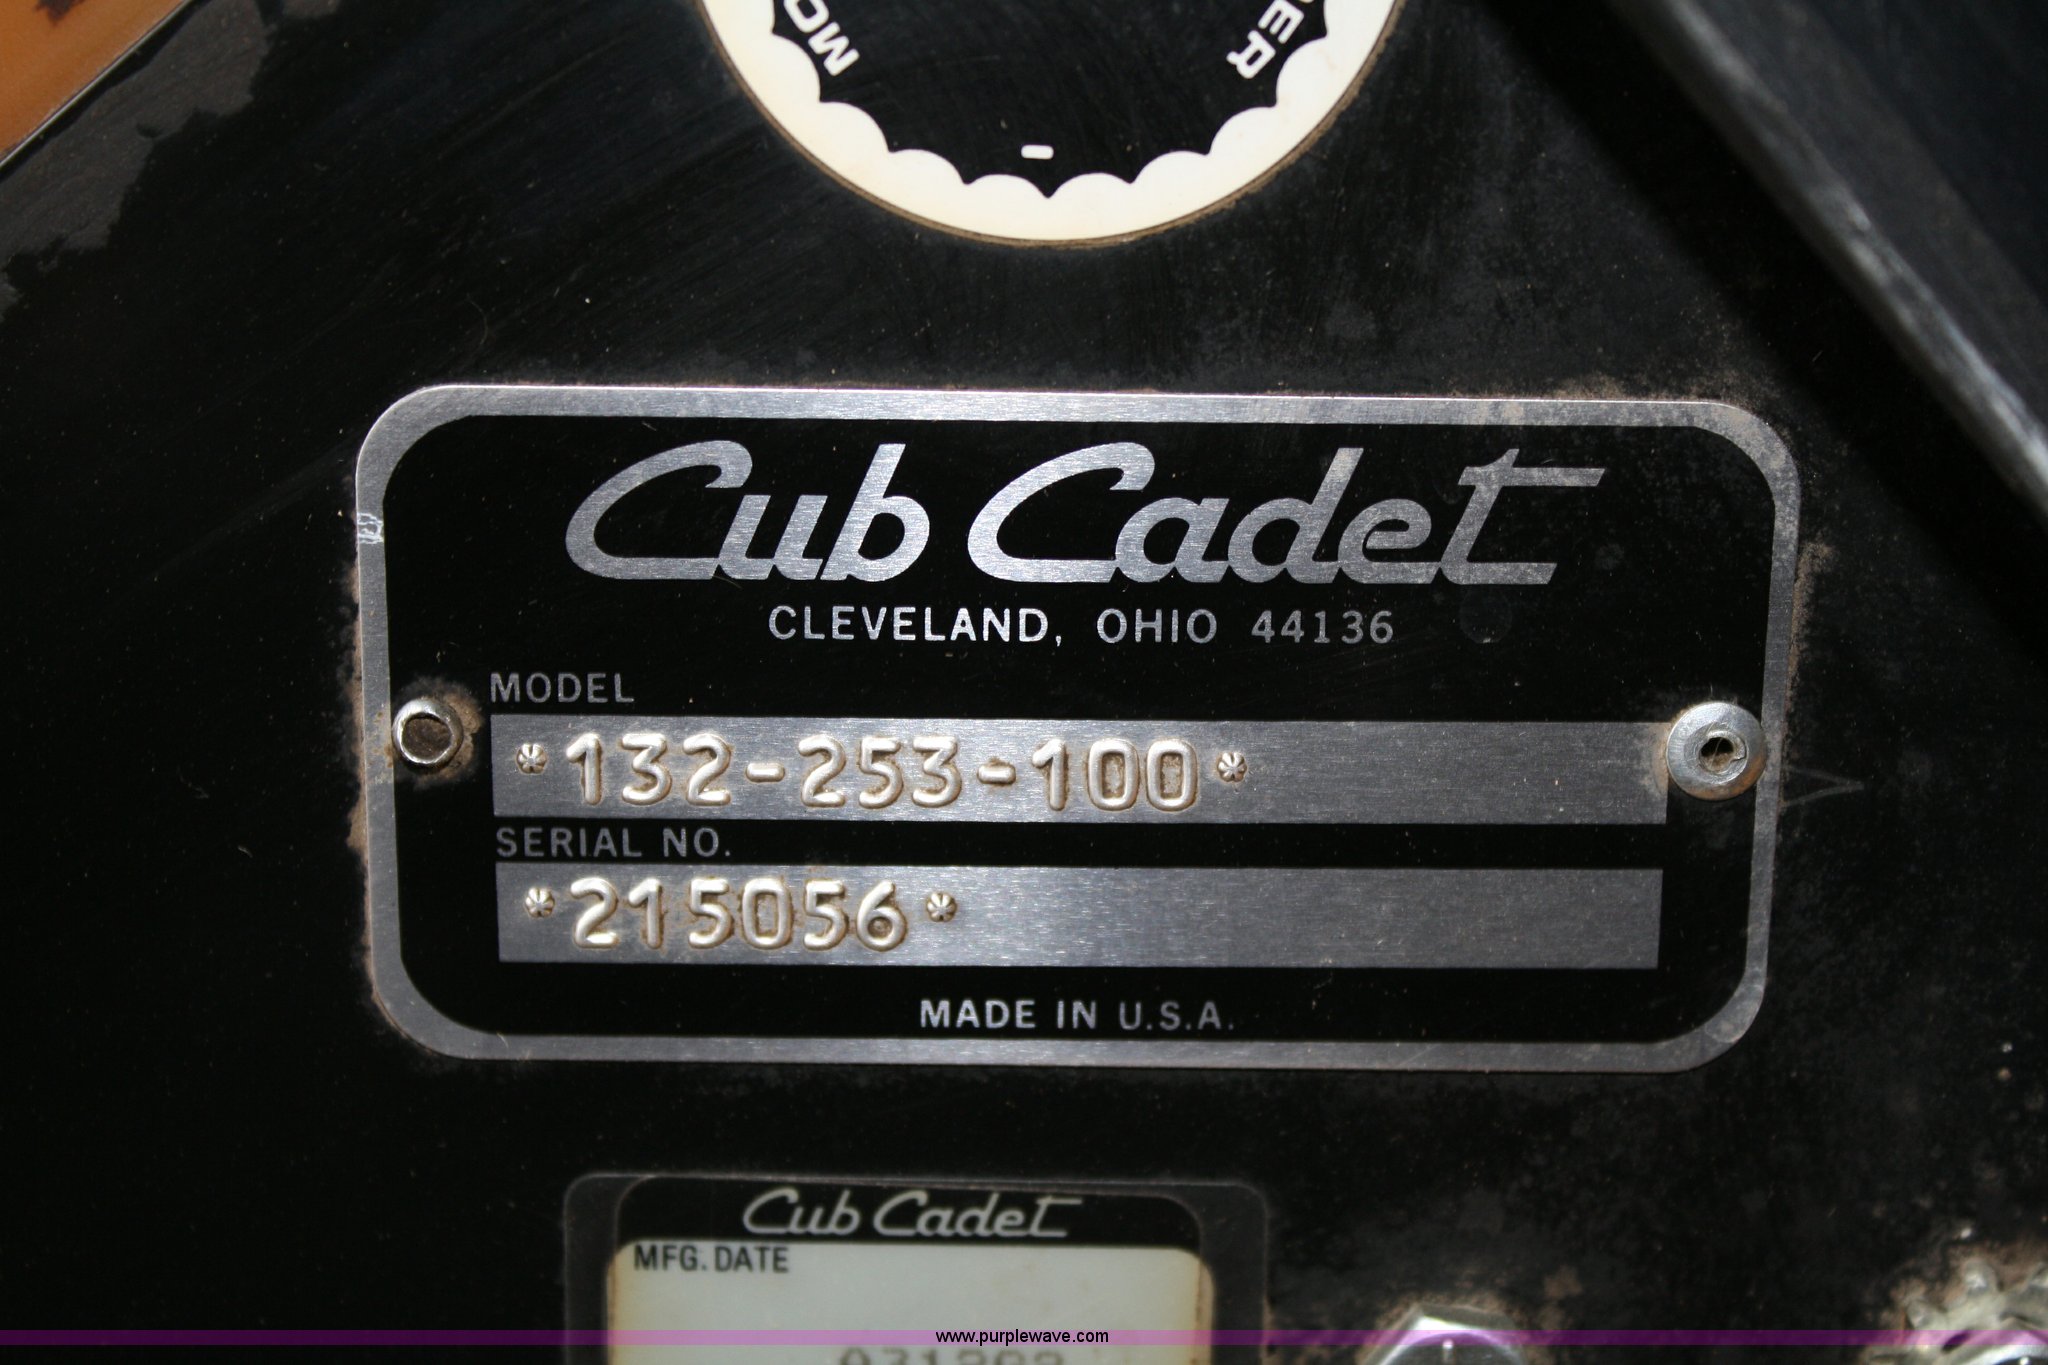 Cub Cadet
CLEVELAND, OHIO 44136
MODEL
*132-253-100*
SERIAL NO.
*215056*
MADE IN U.S.A.
Cub Cadet
MFG. DATE
www.purplewave.com